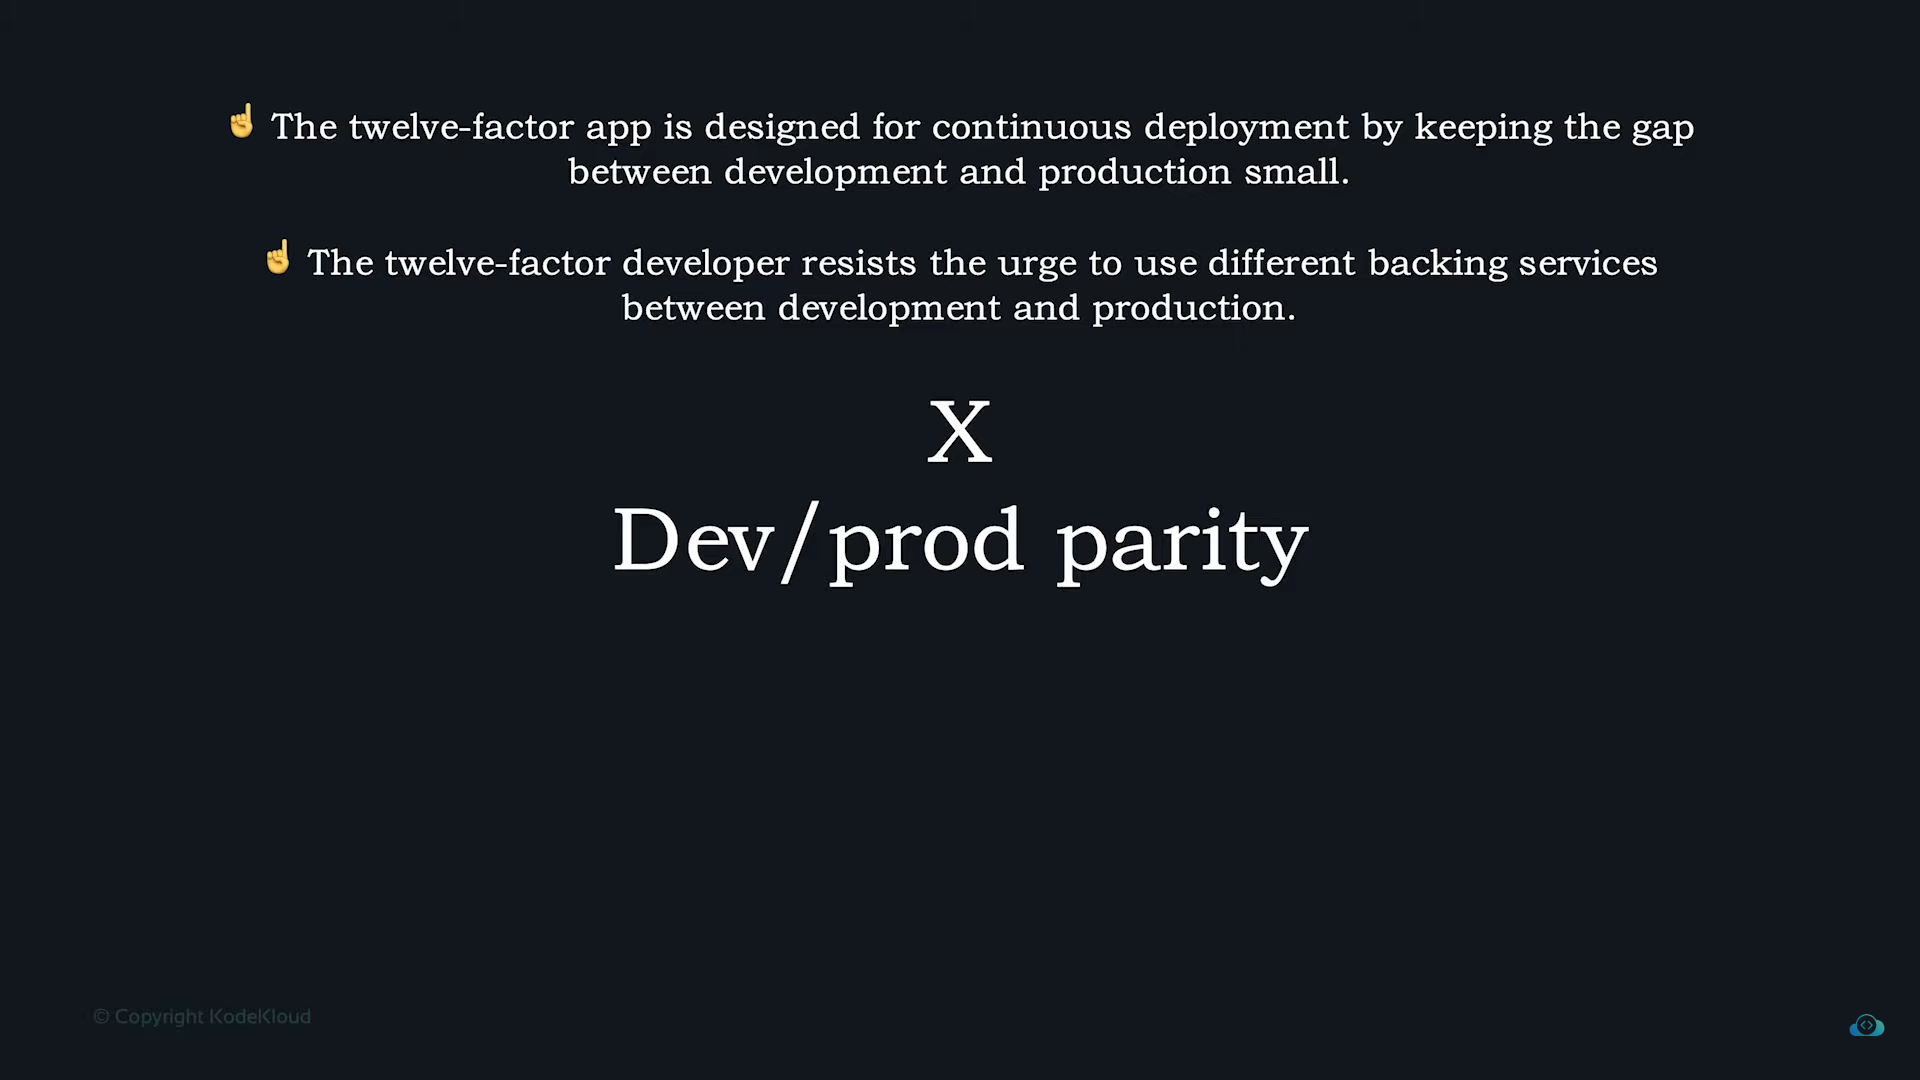 ☝ The twelve-factor app is designed for continuous deployment by keeping the gap
between development and production small.
☝ The twelve-factor developer resists the urge to use different backing services
between development and production.
X
Dev/prod parity
© Copyright KodeKloud